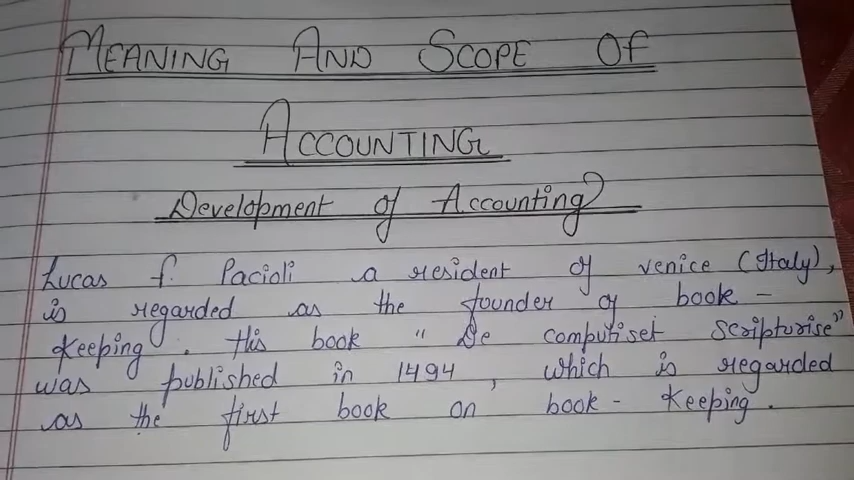 MEANING AND SCOPE OF
ACCOUNTING
Development of Accounting
Lucas f. Pacioli a resident of venice (Italy),
is regarded as the founder of book -
Keeping. His book "De computiset Scripturise"
was published in 1494, which is regarded
as the first book on book - Keeping.